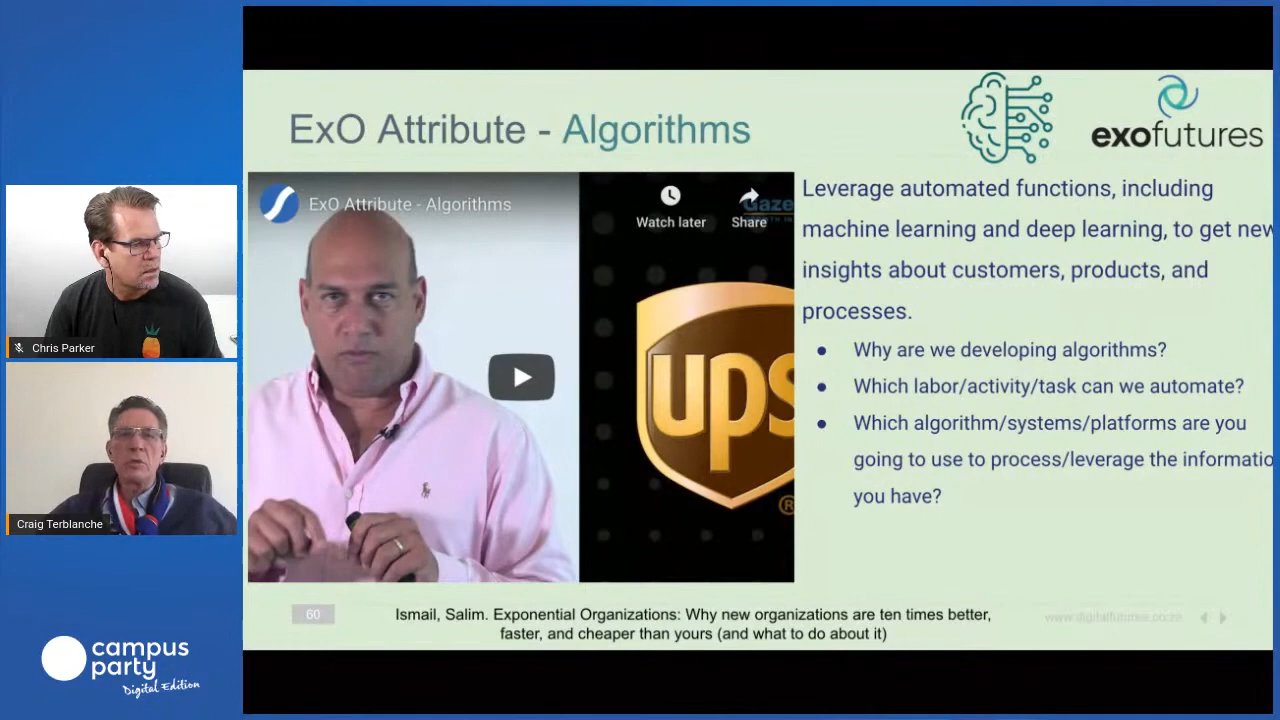 ExO Attribute - Algorithms
exofutures
ExO Attribute - Algorithms
Watch later
Share
ups
®
Leverage automated functions, including
machine learning and deep learning, to get new
insights about customers, products, and
processes.
● Why are we developing algorithms?
● Which labor/activity/task can we automate?
● Which algorithm/systems/platforms are you
going to use to process/leverage the informatio
you have?
Chris Parker
Craig Terblanche
60
Ismail, Salim. Exponential Organizations: Why new organizations are ten times better,
faster, and cheaper than yours (and what to do about it)
campus
party
Digital Edition